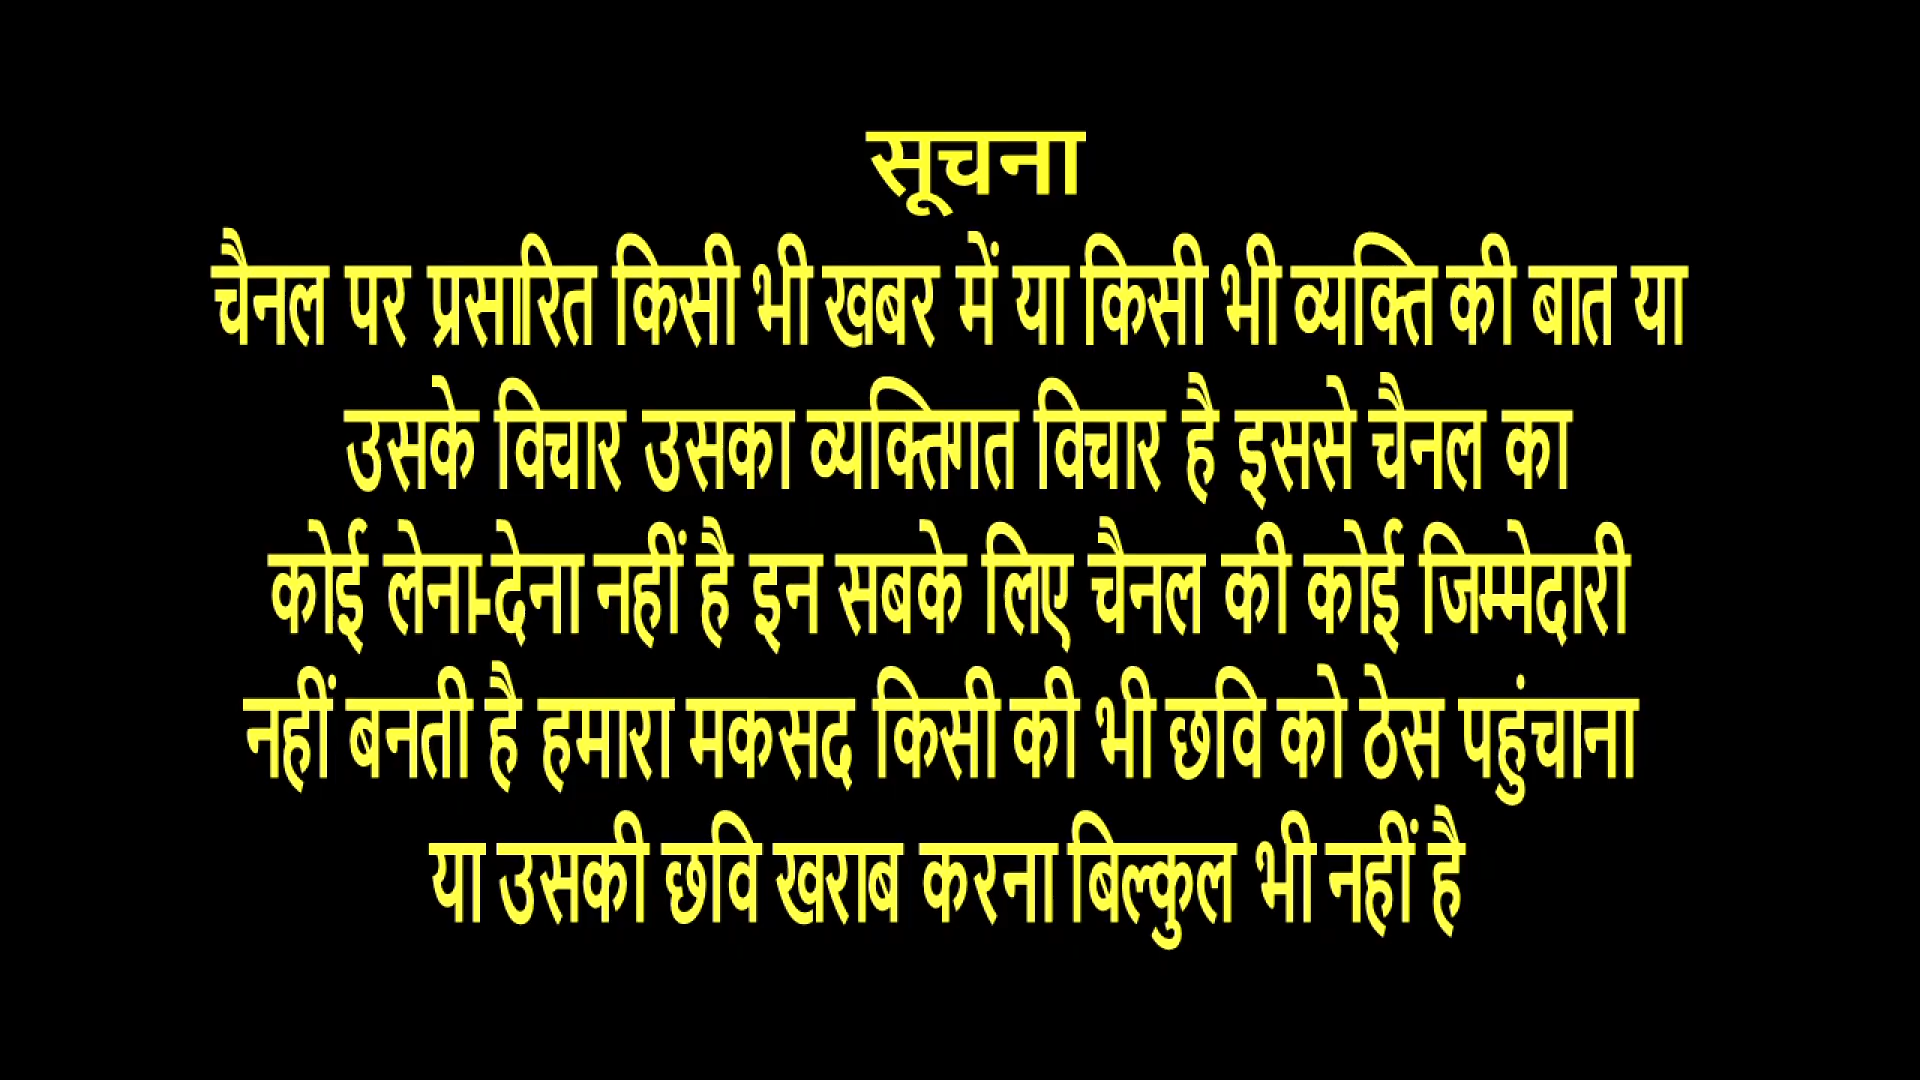 सूचना
चैनल पर प्रसारित किसी भी खबर में या किसी भी व्यक्ति की बात या
उसके विचार उसका व्यक्तिगत विचार है इससे चैनल का
कोई लेना-देना नहीं है इन सबके लिए चैनल की कोई जिम्मेदारी
नहीं बनती है हमारा मकसद किसी की भी छवि को ठेस पहुंचाना
या उसकी छवि खराब करना बिल्कुल भी नहीं है